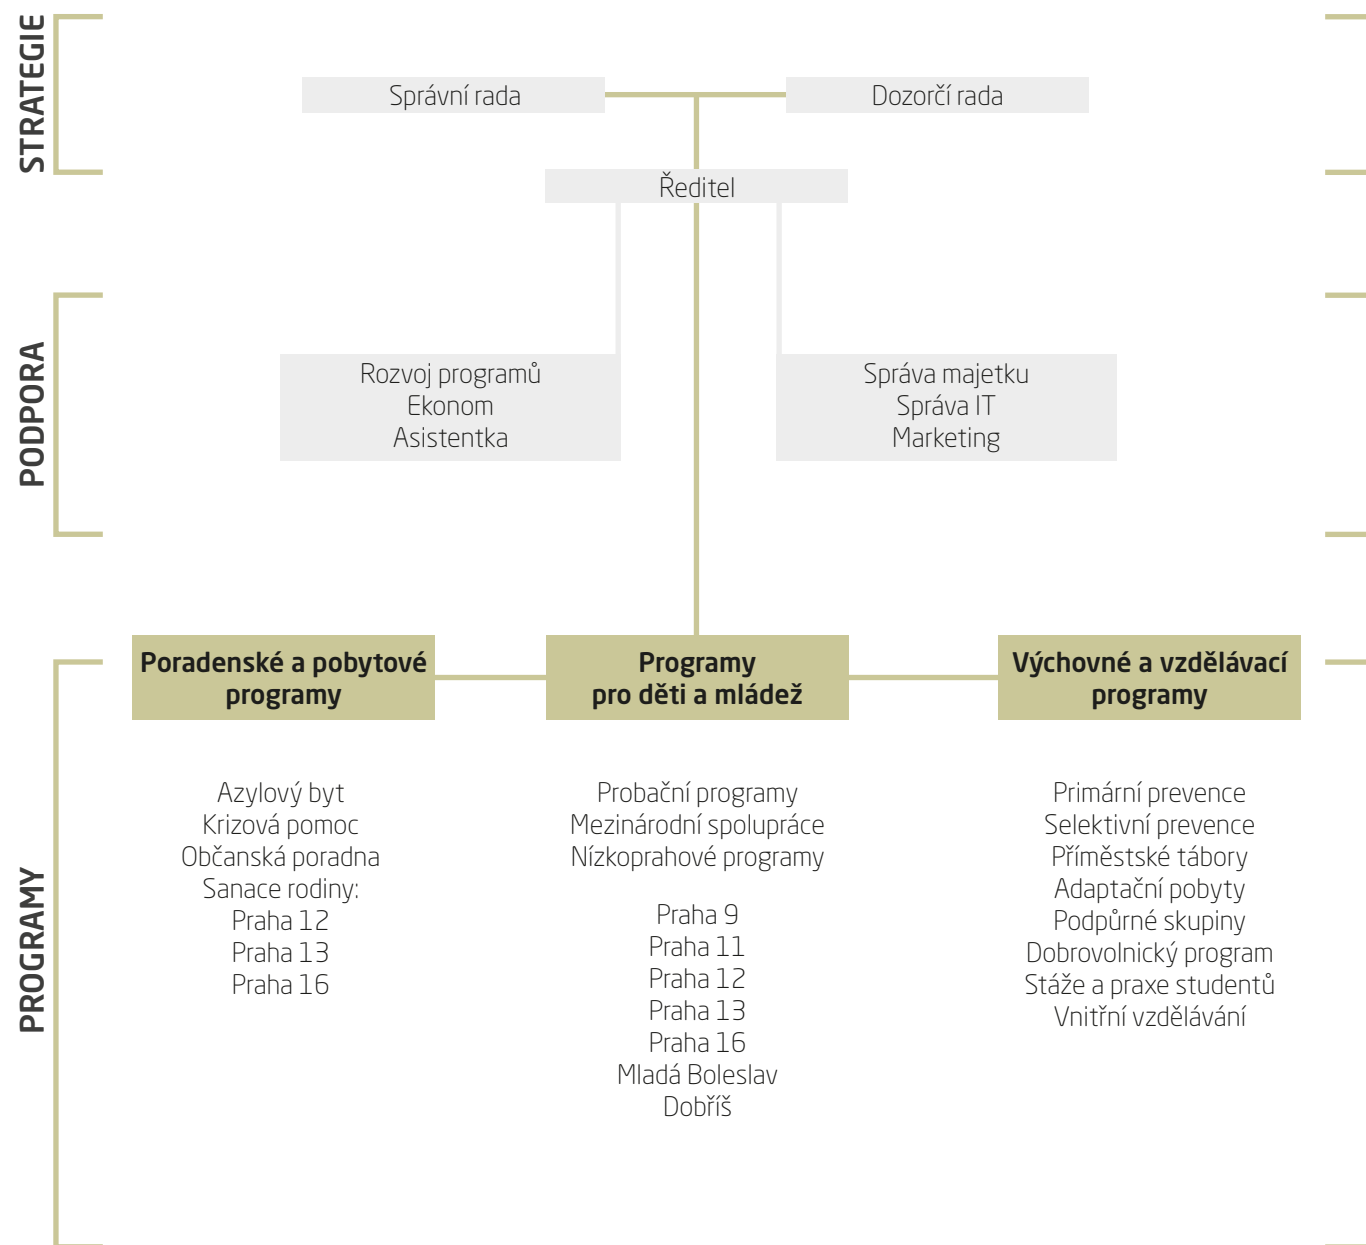 STRATEGIE
Správní rada
Dozorčí rada
Ředitel
PODPORA
Rozvoj programů
Ekonom
Asistentka
Správa majetku
Správa IT
Marketing
PROGRAMY
Poradenské a pobytové
programy
Azylový byt
Krizová pomoc
Občanská poradna
Sanace rodiny:
Praha 12
Praha 13
Praha 16
Programy
pro děti a mládež
Probační programy
Mezinárodní spolupráce
Nízkoprahové programy
Praha 9
Praha 11
Praha 12
Praha 13
Praha 16
Mladá Boleslav
Dobříš
Výchovné a vzdělávací
programy
Primární prevence
Selektivní prevence
Příměstské tábory
Adaptační pobyty
Podpůrné skupiny
Dobrovolnický program
Stáže a praxe studentů
Vnitřní vzdělávání